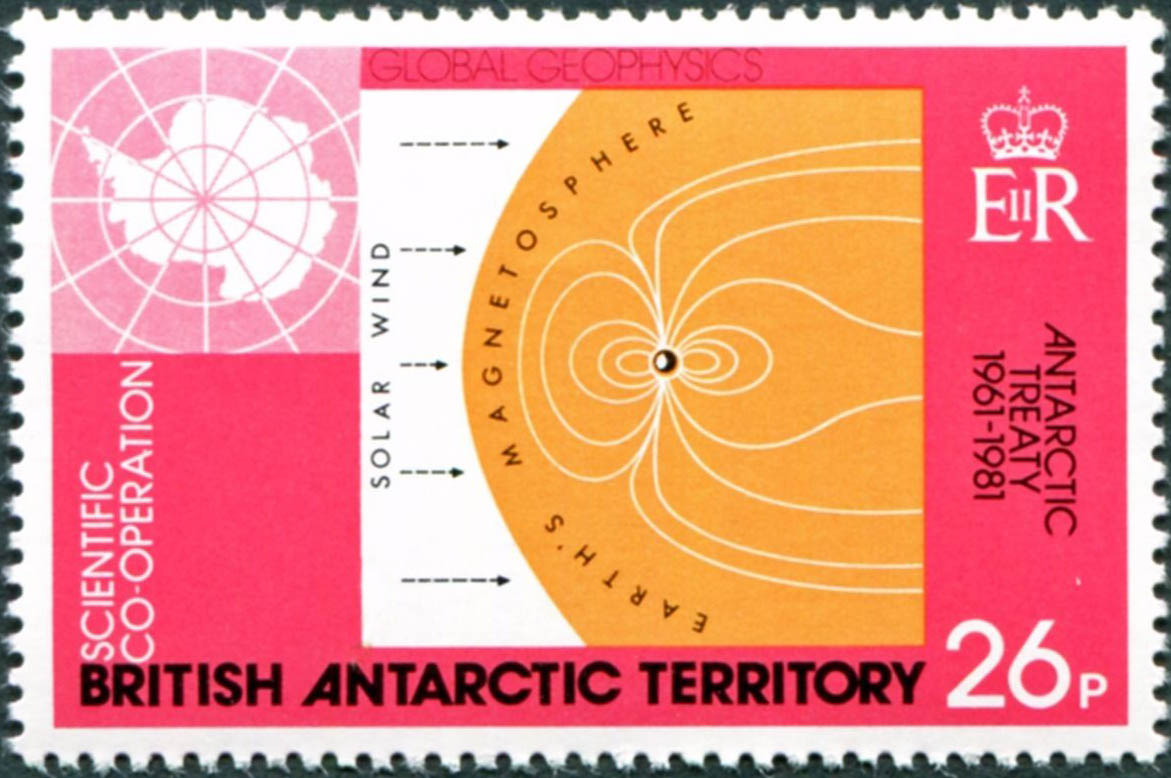 GLOBAL GEOPHYSICS
SOLAR WIND
EARTH'S MAGNETOSPHERE
EIIR
ANTARCTIC
TREATY
1961-1981
SCIENTIFIC
CO-OPERATION
BRITISH ANTARCTIC TERRITORY
26P